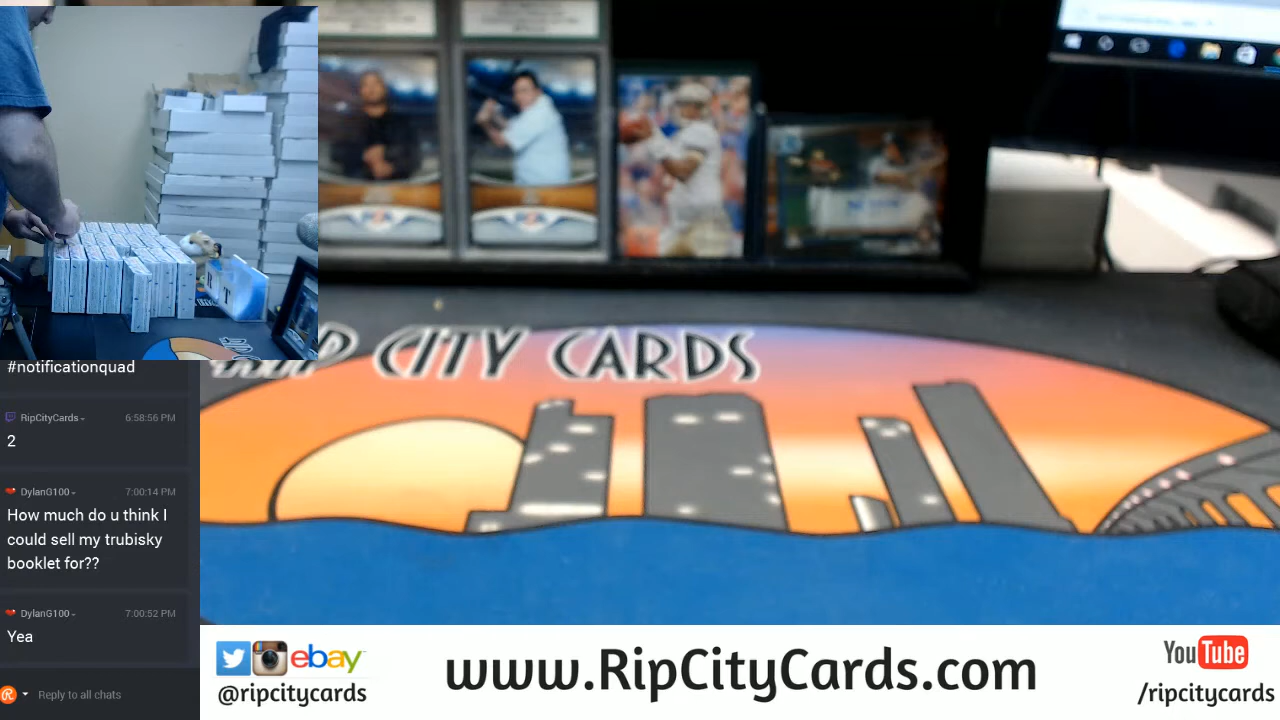 RIP CITY CARDS
#notificationquad
RipCityCards 6:58:56 PM
2
DylanG100 7:00:14 PM
How much do u think I
could sell my trubisky
booklet for??
DylanG100 7:00:52 PM
Yea
Reply to all chats
ebay
@ripcitycards
www.RipCityCards.com
YouTube
/ripcitycards